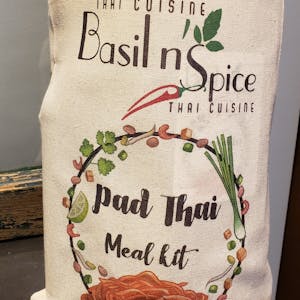 THAI CUISINE
Basil n' Spice
THAI CUISINE
Pad Thai
Meal kit